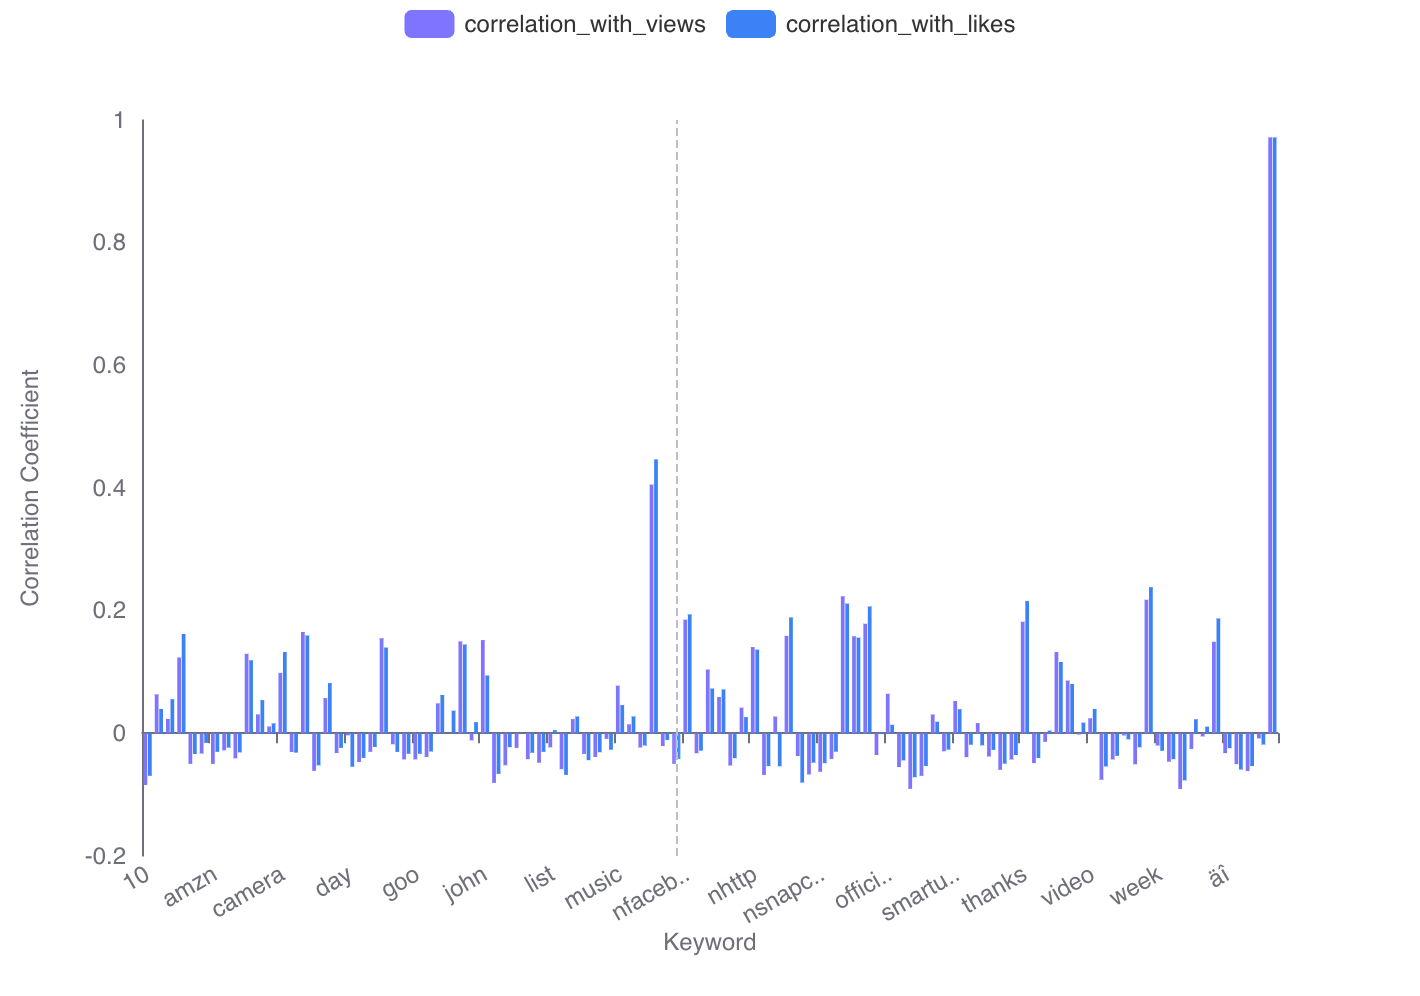 correlation_with_views correlation_with_likes
1
0.8
0.6
0.4
0.2
0
-0.2
Correlation Coefficient
10 amzn camera day goo john list music nfaceb.. nhttp nsnapc.. offici.. smartu.. thanks video week äî
Keyword